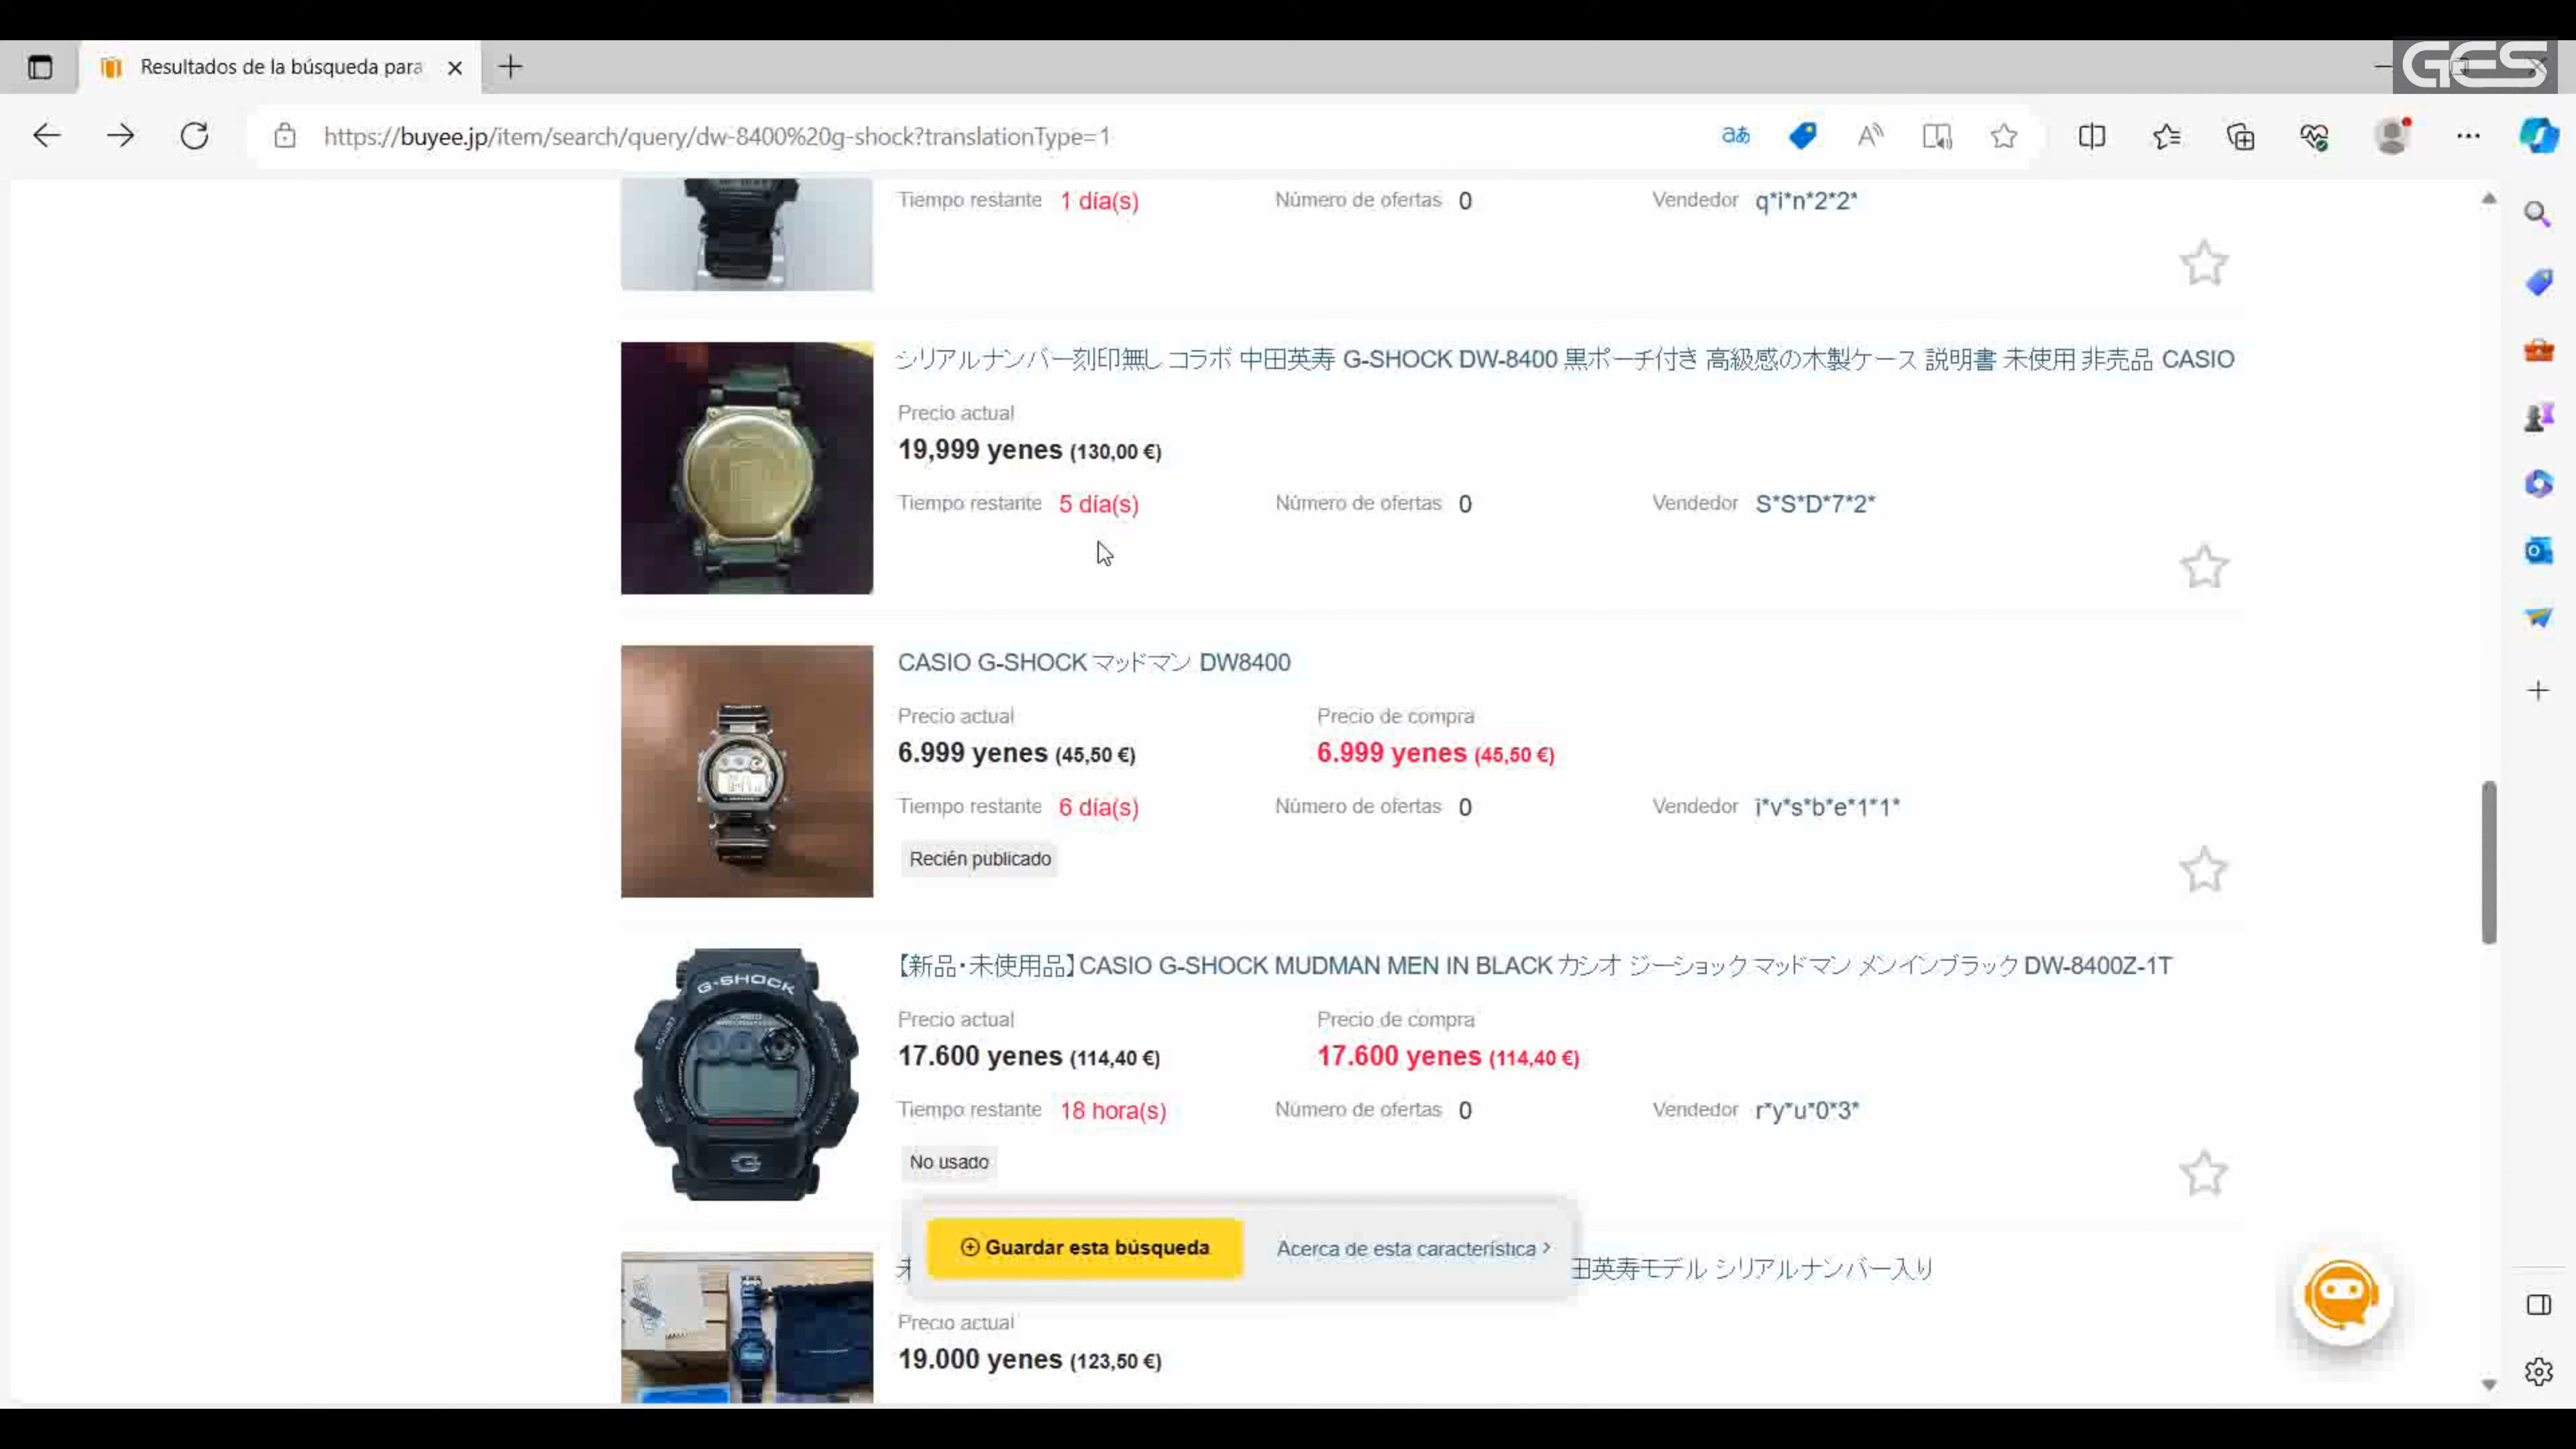 Resultados de la búsqueda para
GES
https://buyee.jp/item/search/query/dw-8400%20g-shock?translationType=1
Tiempo restante 1 día(s) Número de ofertas 0 Vendedor q*i*n*2*2*
シリアルナンバー刻印無し コラボ 中田英寿 G-SHOCK DW-8400 黒ポーチ付き 高級感の木製ケース 説明書 未使用 非売品 CASIO
Precio actual
19,999 yenes (130,00 €)
Tiempo restante 5 día(s) Número de ofertas 0 Vendedor S*S*D*7*2*
CASIO G-SHOCK マッドマン DW8400
Precio actual Precio de compra
6.999 yenes (45,50 €) 6.999 yenes (45,50 €)
Tiempo restante 6 día(s) Número de ofertas 0 Vendedor i*v*s*b*e*1*1*
Recién publicado
【新品・未使用品】CASIO G-SHOCK MUDMAN MEN IN BLACK カシオ ジーショック マッドマン メンインブラック DW-8400Z-1T
Precio actual Precio de compra
17.600 yenes (114,40 €) 17.600 yenes (114,40 €)
Tiempo restante 18 hora(s) Número de ofertas 0 Vendedor r*y*u*0*3*
No usado
G-SHOCK
G
Guardar esta búsqueda Acerca de esta característica >
田英寿モデル シリアルナンバー入り
Precio actual
19.000 yenes (123,50 €)